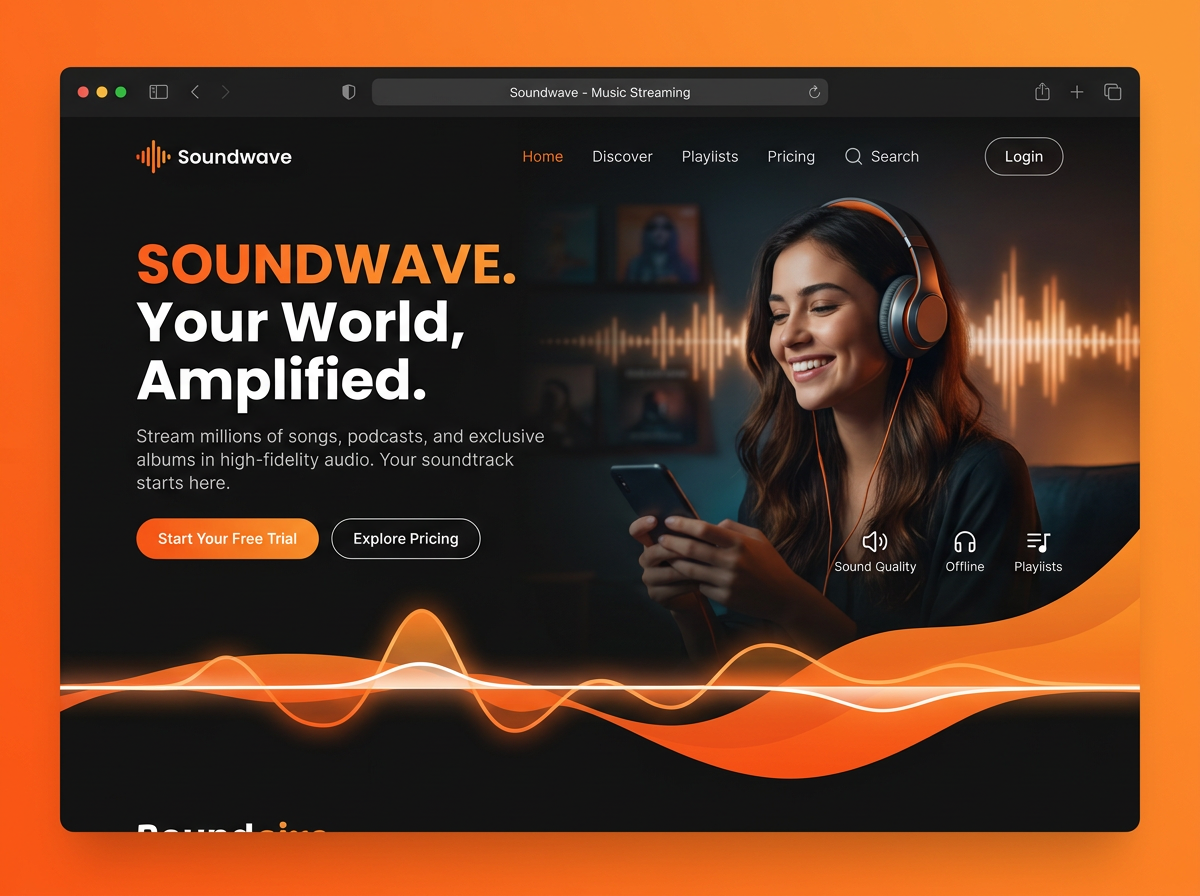 Soundwave - Music Streaming
Soundwave
Home Discover Playlists Pricing Search Login
SOUNDWAVE.
Your World,
Amplified.
Stream millions of songs, podcasts, and exclusive
albums in high-fidelity audio. Your soundtrack
starts here.
Start Your Free Trial Explore Pricing
Sound Quality Offline Playlists